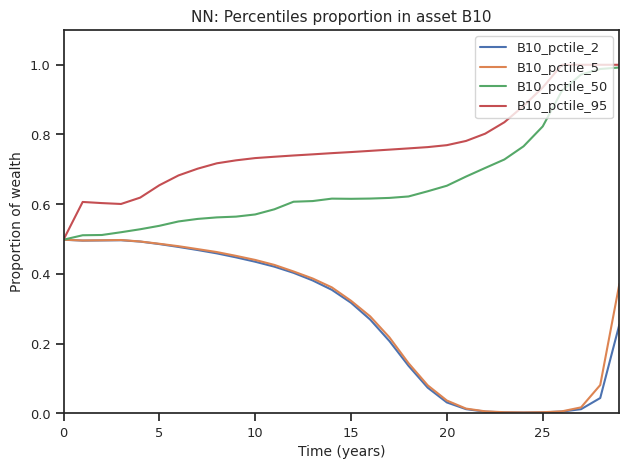 NN: Percentiles proportion in asset B10
B10_pctile_2
B10_pctile_5
B10_pctile_50
B10_pctile_95
Proportion of wealth
1.0
0.8
0.6
0.4
0.2
0.0
0 5 10 15 20 25
Time (years)